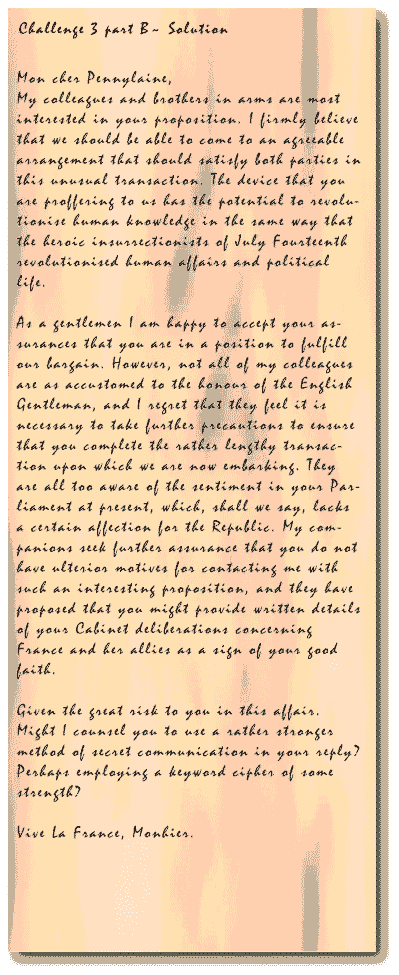 Challenge 3 part B~ Solution
Mon cher Pennylaine,
My colleagues and brothers in arms are most
interested in your proposition. I firmly believe
that we should be able to come to an agreeable
arrangement that should satisfy both parties in
this unusual transaction. The device that you
are proffering to us has the potential to revolu-
tionise human knowledge in the same way that
the heroic insurrectionists of July Fourteenth
revolutionised human affairs and political
life.
As a gentlemen I am happy to accept your as-
surances that you are in a position to fulfill
our bargain. However, not all of my colleagues
are as accustomed to the honour of the English
Gentleman, and I regret that they feel it is
necessary to take further precautions to ensure
that you complete the rather lengthy transac-
tion upon which we are now embarking. They
are all too aware of the sentiment in your Par-
liament at present, which, shall we say, lacks
a certain affection for the Republic. My com-
panions seek further assurance that you do not
have ulterior motives for contacting me with
such an interesting proposition, and they have
proposed that you might provide written details
of your Cabinet deliberations concerning
France and her allies as a sign of your good
faith.
Given the great risk to you in this affair.
Might I counsel you to use a rather stronger
method of secret communication in your reply?
Perhaps employing a keyword cipher of some
strength?
Vive La France, Monhier.